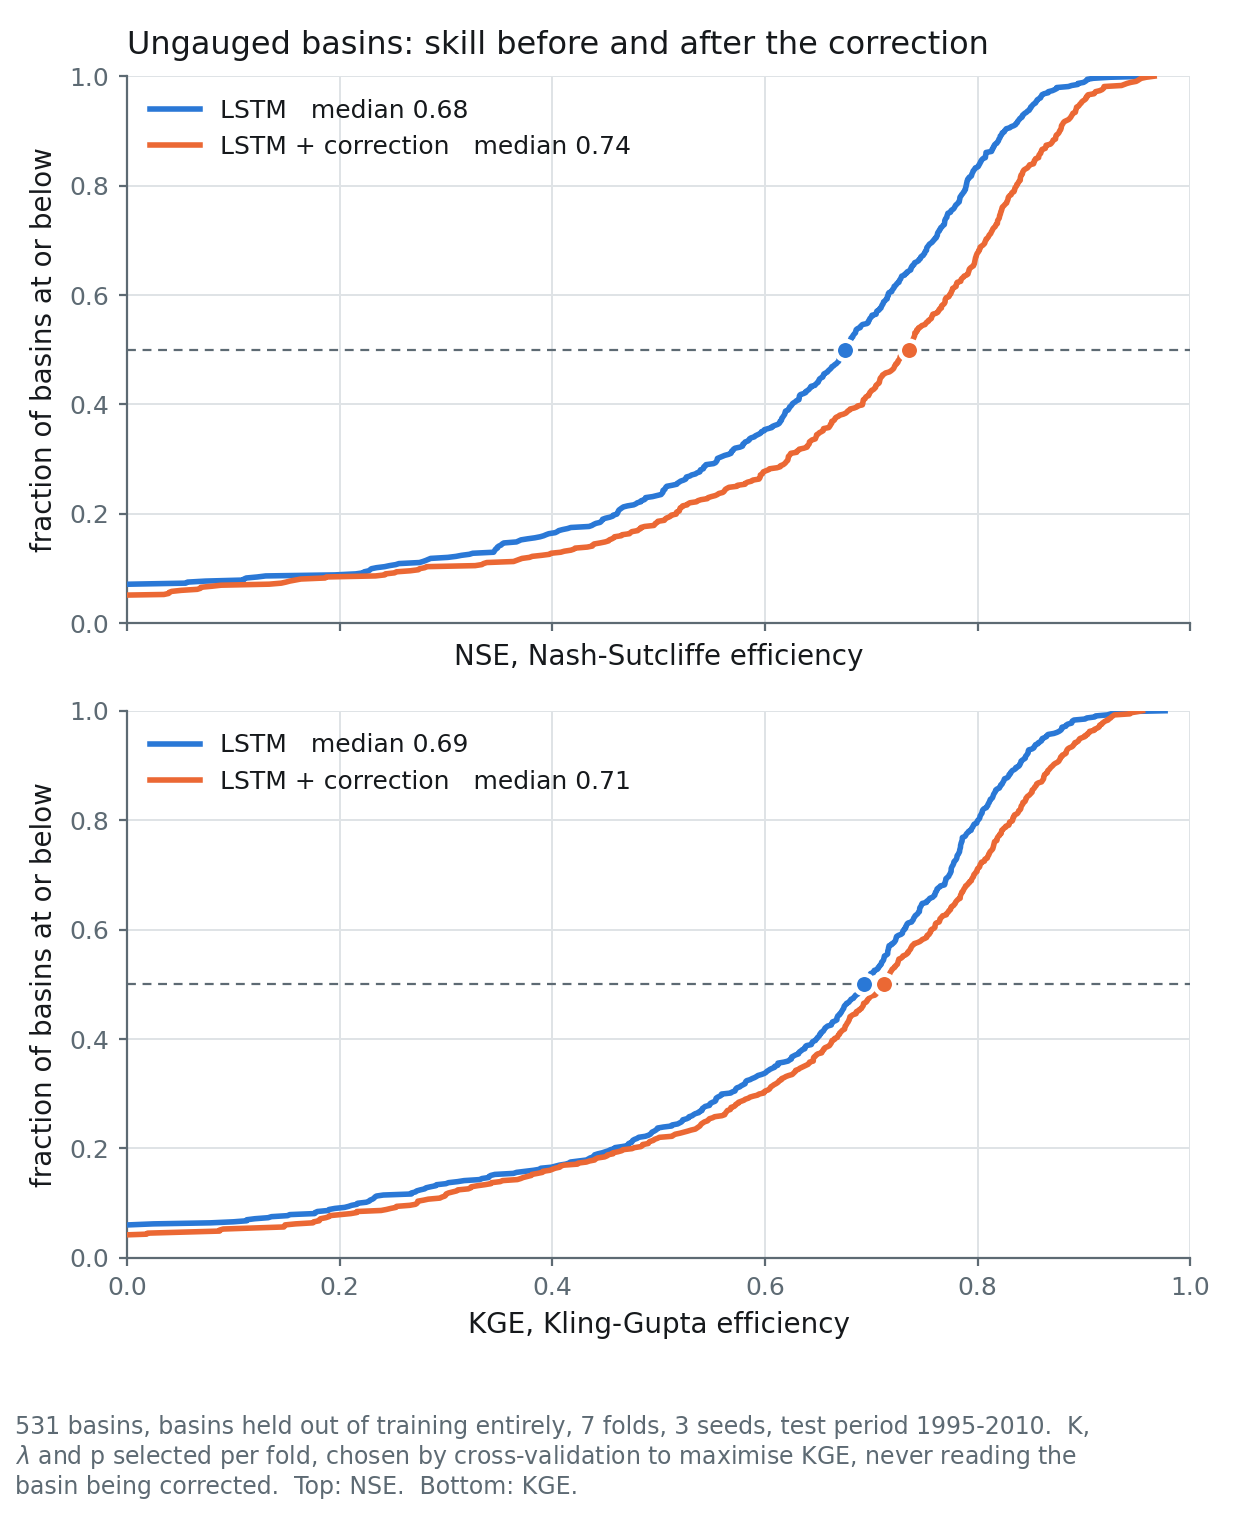 Ungauged basins: skill before and after the correction
1.0
LSTM median 0.68
LSTM + correction median 0.74
0.8
0.6
0.4
0.2
0.0
fraction of basins at or below
NSE, Nash-Sutcliffe efficiency
1.0
LSTM median 0.69
LSTM + correction median 0.71
0.8
0.6
0.4
0.2
0.0
fraction of basins at or below
0.0 0.2 0.4 0.6 0.8 1.0
KGE, Kling-Gupta efficiency
531 basins, basins held out of training entirely, 7 folds, 3 seeds, test period 1995-2010. K,
λ and p selected per fold, chosen by cross-validation to maximise KGE, never reading the
basin being corrected. Top: NSE. Bottom: KGE.